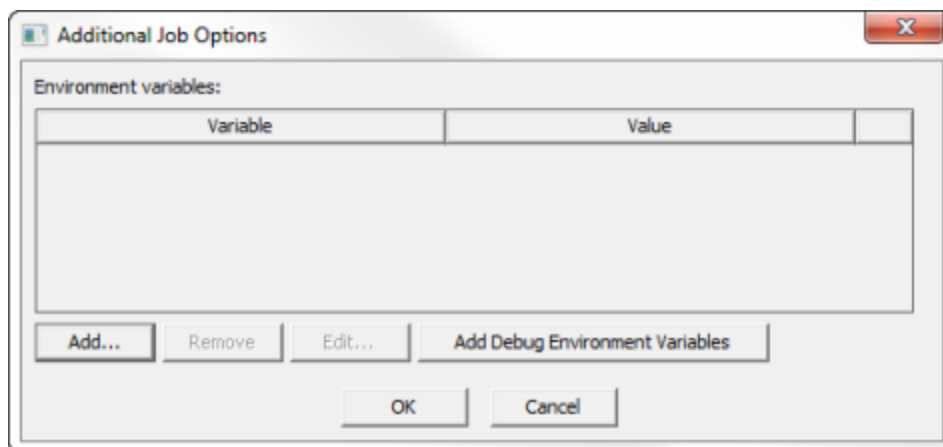 Additional Job Options
Environment variables:
Variable Value
Add... Remove Edit... Add Debug Environment Variables
OK Cancel